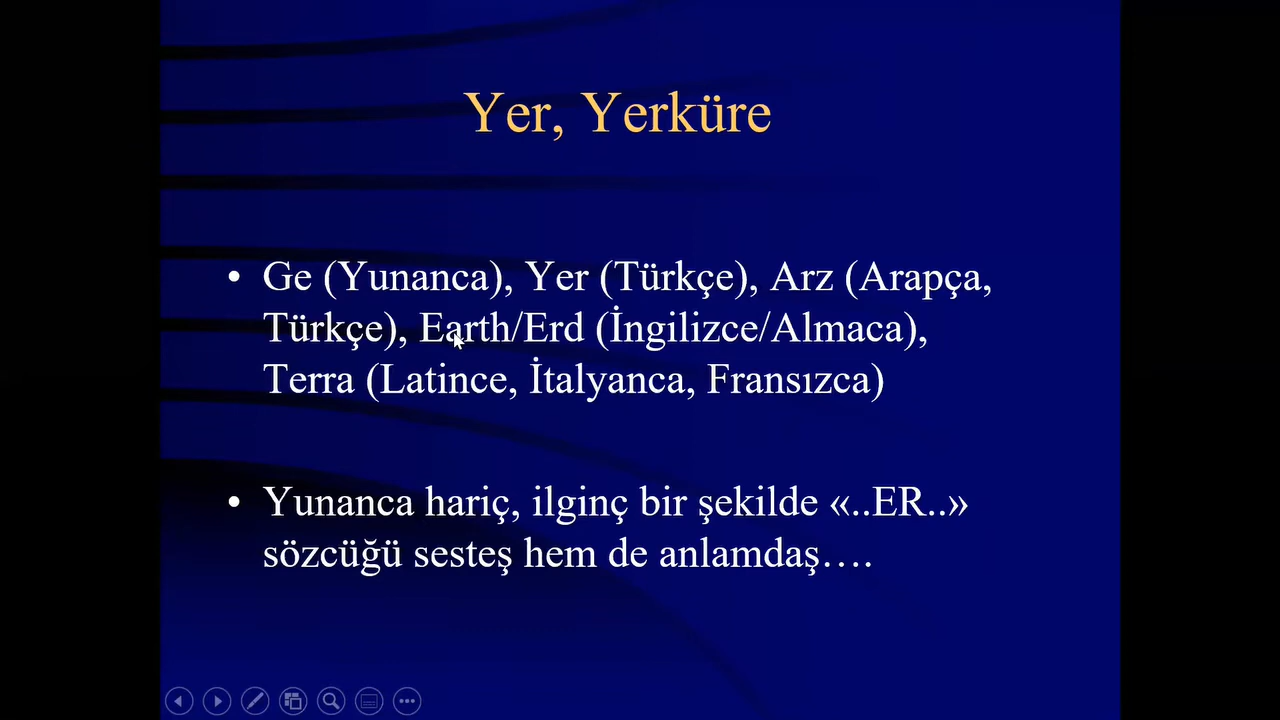 Yer, Yerküre
• Ge (Yunanca), Yer (Türkçe), Arz (Arapça,
Türkçe), Earth/Erd (İngilizce/Almaca),
Terra (Latince, İtalyanca, Fransızca)
• Yunanca hariç, ilginç bir şekilde «..ER..»
sözcüğü sesteş hem de anlamdaş….